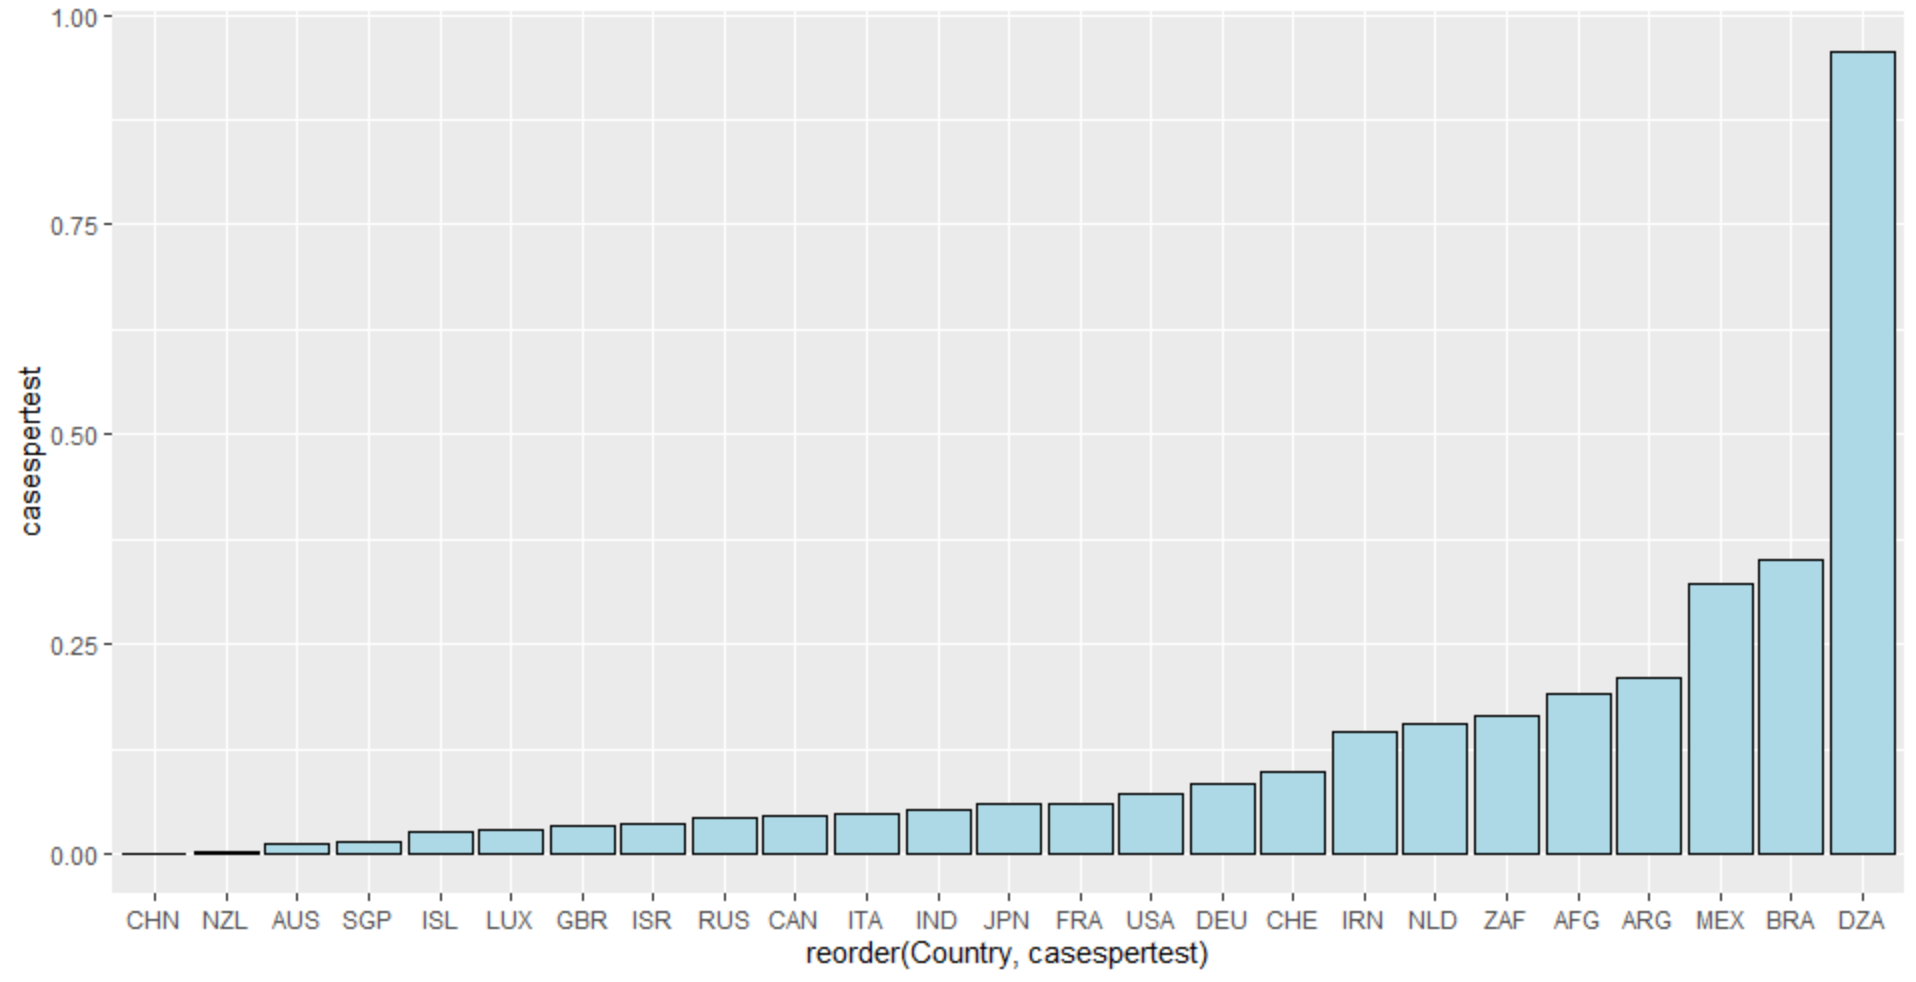 1.00
0.75
0.50
0.25
0.00
casespertest
CHN NZL AUS SGP ISL LUX GBR ISR RUS CAN ITA IND JPN FRA USA DEU CHE IRN NLD ZAF AFG ARG MEX BRA DZA
reorder(Country, casespertest)